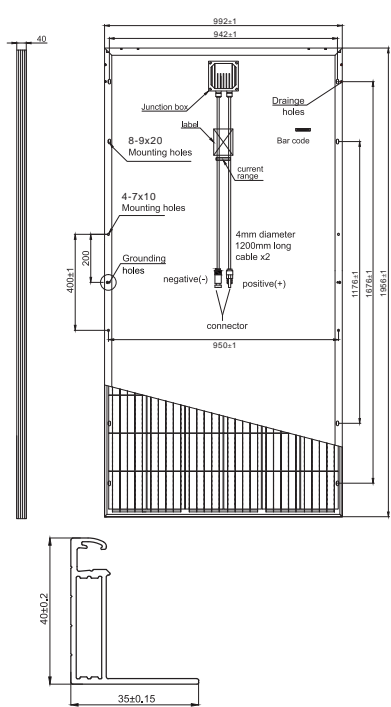 992±1
942±1
40
Junction box
Drainge
holes
label
8-9x20
Mounting holes
Bar code
current
range
4-7x10
Mounting holes
4mm diameter
1200mm long
cable x2
Grounding
holes
200
400±1
negative(-)
positive(+)
connector
950±1
1176±1
1676±1
1956±1
40±0.2
35±0.15